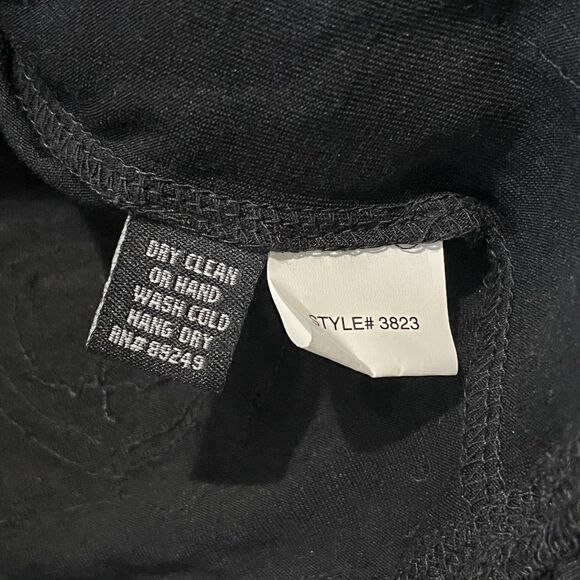 DRY CLEAN
OR HAND
WASH COLD
HANG DRY
RN# 89249
STYLE# 3823